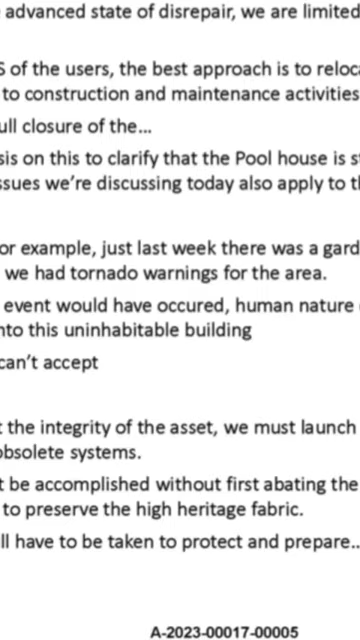 advanced state of disrepair, we are limited
S of the users, the best approach is to reloc
to construction and maintenance activities
ull closure of the...
sis on this to clarify that the Pool house is s
ssues we're discussing today also apply to t
or example, just last week there was a gard
we had tornado warnings for the area.
event would have occured, human nature
nto this uninhabitable building
can't accept
t the integrity of the asset, we must launch
obsolete systems.
t be accomplished without first abating the
to preserve the high heritage fabric.
ll have to be taken to protect and prepare...
A-2023-00017-00005